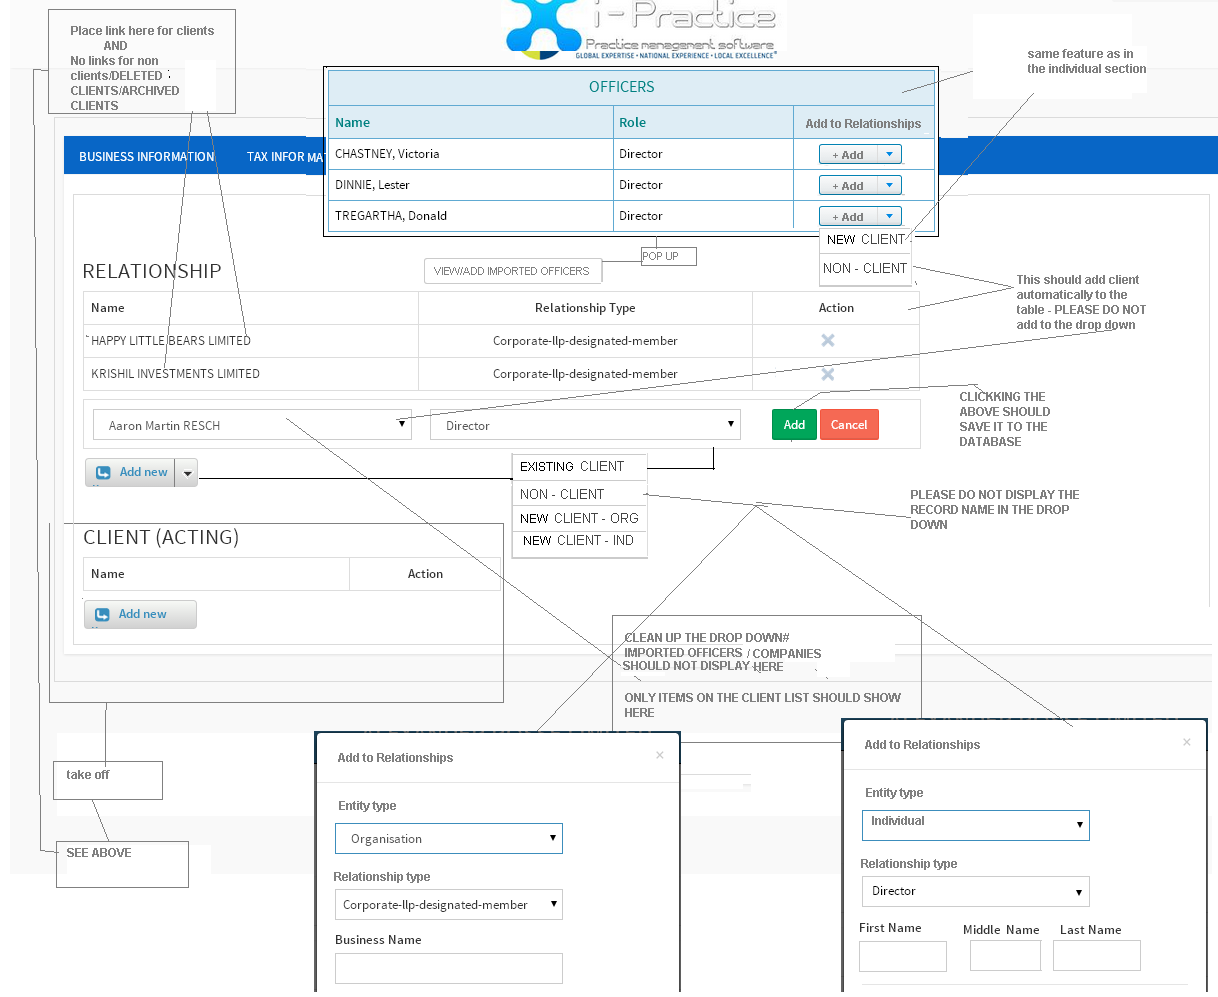 Place link here for clients
AND
No links for non
clients/DELETED
CLIENTS/ARCHIVED
CLIENTS
i-Practice
Practice management software
GLOBAL EXPERTISE • NATIONAL EXPERIENCE • LOCAL EXCELLENCE
same feature as in
the individual section
OFFICERS
Name Role Add to Relationships
CHASTNEY, Victoria Director + Add
DINNIE, Lester Director + Add
TREGARTHA, Donald Director + Add
BUSINESS INFORMATION TAX INFOR MAT
NEW CLIENT
NON - CLIENT
POP UP
VIEW/ADD IMPORTED OFFICERS
This should add client
automatically to the
table - PLEASE DO NOT
add to the drop down
RELATIONSHIP
Name Relationship Type Action
HAPPY LITTLE BEARS LIMITED Corporate-llp-designated-member
KRISHIL INVESTMENTS LIMITED Corporate-llp-designated-member
Aaron Martin RESCH Director Add Cancel
CLICKKING THE
ABOVE SHOULD
SAVE IT TO THE
DATABASE
Add new
EXISTING CLIENT
NON - CLIENT
NEW CLIENT - ORG
NEW CLIENT - IND
PLEASE DO NOT DISPLAY THE
RECORD NAME IN THE DROP
DOWN
CLIENT (ACTING)
Name Action
Add new
CLEAN UP THE DROP DOWN#
IMPORTED OFFICERS / COMPANIES
SHOULD NOT DISPLAY HERE
ONLY ITEMS ON THE CLIENT LIST SHOULD SHOW
HERE
take off
SEE ABOVE
Add to Relationships ×
Entity type
Organisation
Relationship type
Corporate-llp-designated-member
Business Name
Add to Relationships ×
Entity type
Individual
Relationship type
Director
First Name Middle Name Last Name